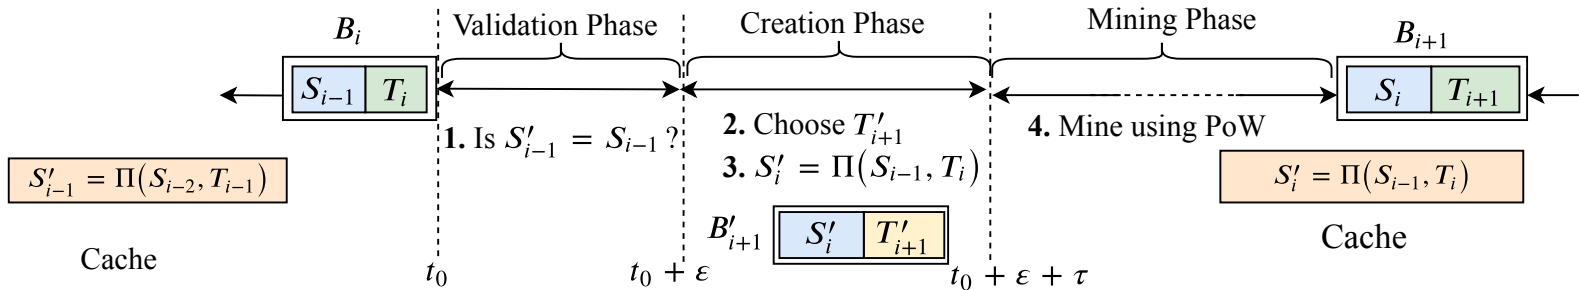 B_i
Validation Phase
Creation Phase
Mining Phase
B_{i+1}
S_{i−1} T_i
S_i T_{i+1}
1. Is S′_{i−1} = S_{i−1} ?
2. Choose T′_{i+1}
3. S′_i = Π(S_{i−1}, T_i)
4. Mine using PoW
S′_{i−1} = Π(S_{i−2}, T_{i−1})
S′_i = Π(S_{i−1}, T_i)
B′_{i+1} S′_i T′_{i+1}
Cache
Cache
t_0
t_0 + ε
t_0 + ε + τ